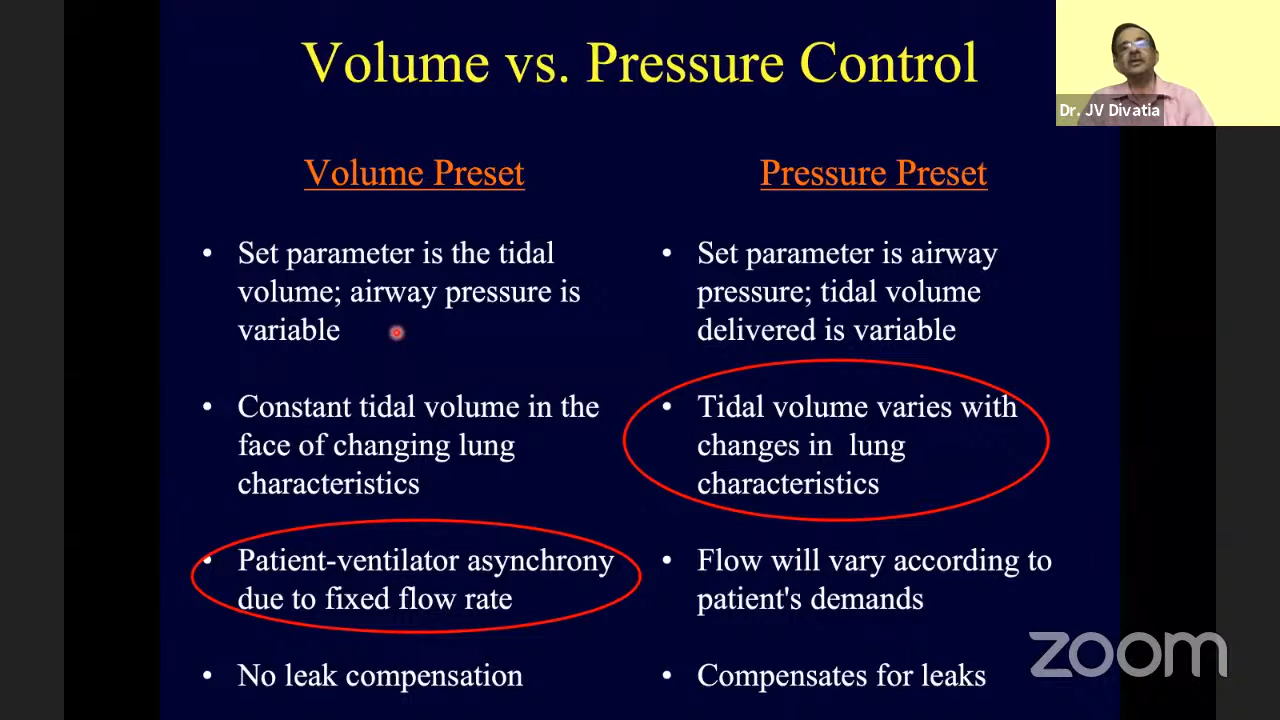 Volume vs. Pressure Control
Dr. JV Divatia
Volume Preset
• Set parameter is the tidal
volume; airway pressure is
variable
• Constant tidal volume in the
face of changing lung
characteristics
• Patient-ventilator asynchrony
due to fixed flow rate
• No leak compensation
Pressure Preset
• Set parameter is airway
pressure; tidal volume
delivered is variable
• Tidal volume varies with
changes in lung
characteristics
• Flow will vary according to
patient's demands
• Compensates for leaks
zoom